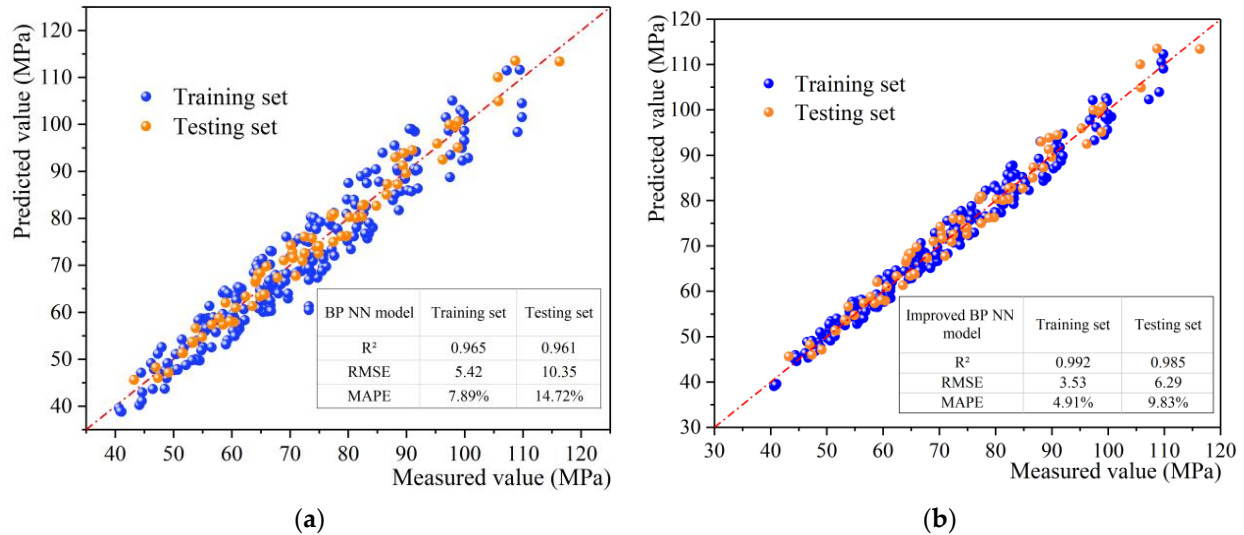 120
110
100
90
80
70
60
50
40
Predicted value (MPa)
Training set
Testing set
BP NN model Training set Testing set
R² 0.965 0.961
RMSE 5.42 10.35
MAPE 7.89% 14.72%
40 50 60 70 80 90 100 110 120
Measured value (MPa)
(a)
120
110
100
90
80
70
60
50
40
30
Predicted value (MPa)
Training set
Testing set
Improved BP NN
model Training set Testing set
R² 0.992 0.985
RMSE 3.53 6.29
MAPE 4.91% 9.83%
30 40 50 60 70 80 90 100 110 120
Measured value (MPa)
(b)